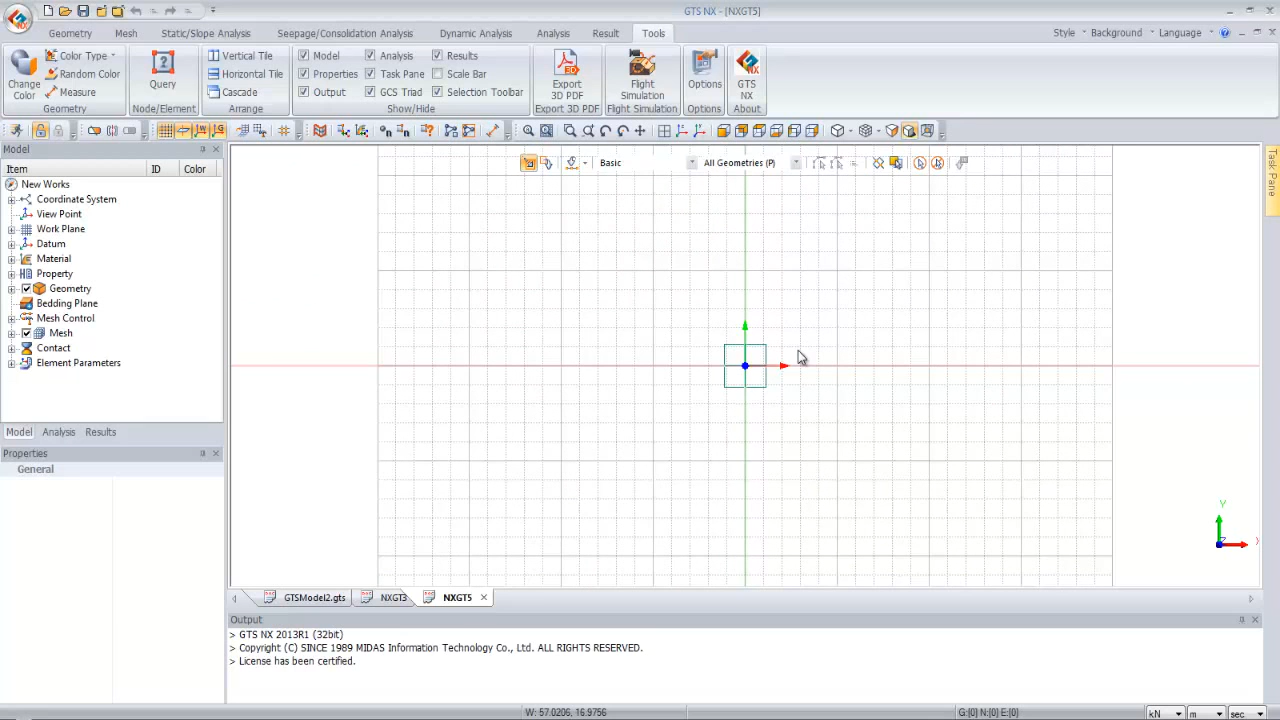 GTS NX - [NXGT5]
Geometry Mesh Static/Slope Analysis Seepage/Consolidation Analysis Dynamic Analysis Analysis Result Tools Style Background Language
Change Color
Color Type
Random Color
Measure
Geometry
Query
Node/Element
Vertical Tile
Horizontal Tile
Cascade
Arrange
Model Analysis Results
Properties Task Pane Scale Bar
Output GCS Triad Selection Toolbar
Show/Hide
Export 3D PDF
Export 3D PDF
Flight Simulation
Flight Simulation
Options
Options
GTS NX
About
Model
Item ID Color
New Works
Coordinate System
View Point
Work Plane
Datum
Material
Property
Geometry
Bedding Plane
Mesh Control
Mesh
Contact
Element Parameters
Model Analysis Results
Properties
General
Basic All Geometries (P)
Task Pane
Y
Z
X
GTSModel2.gts NXGT3 NXGT5
Output
> GTS NX 2013R1 (32bit)
> Copyright (C) SINCE 1989 MIDAS Information Technology Co., Ltd. ALL RIGHTS RESERVED.
> License has been certified.
W: 57.0206, 16.9756 G:[0] N:[0] E:[0] kN m sec